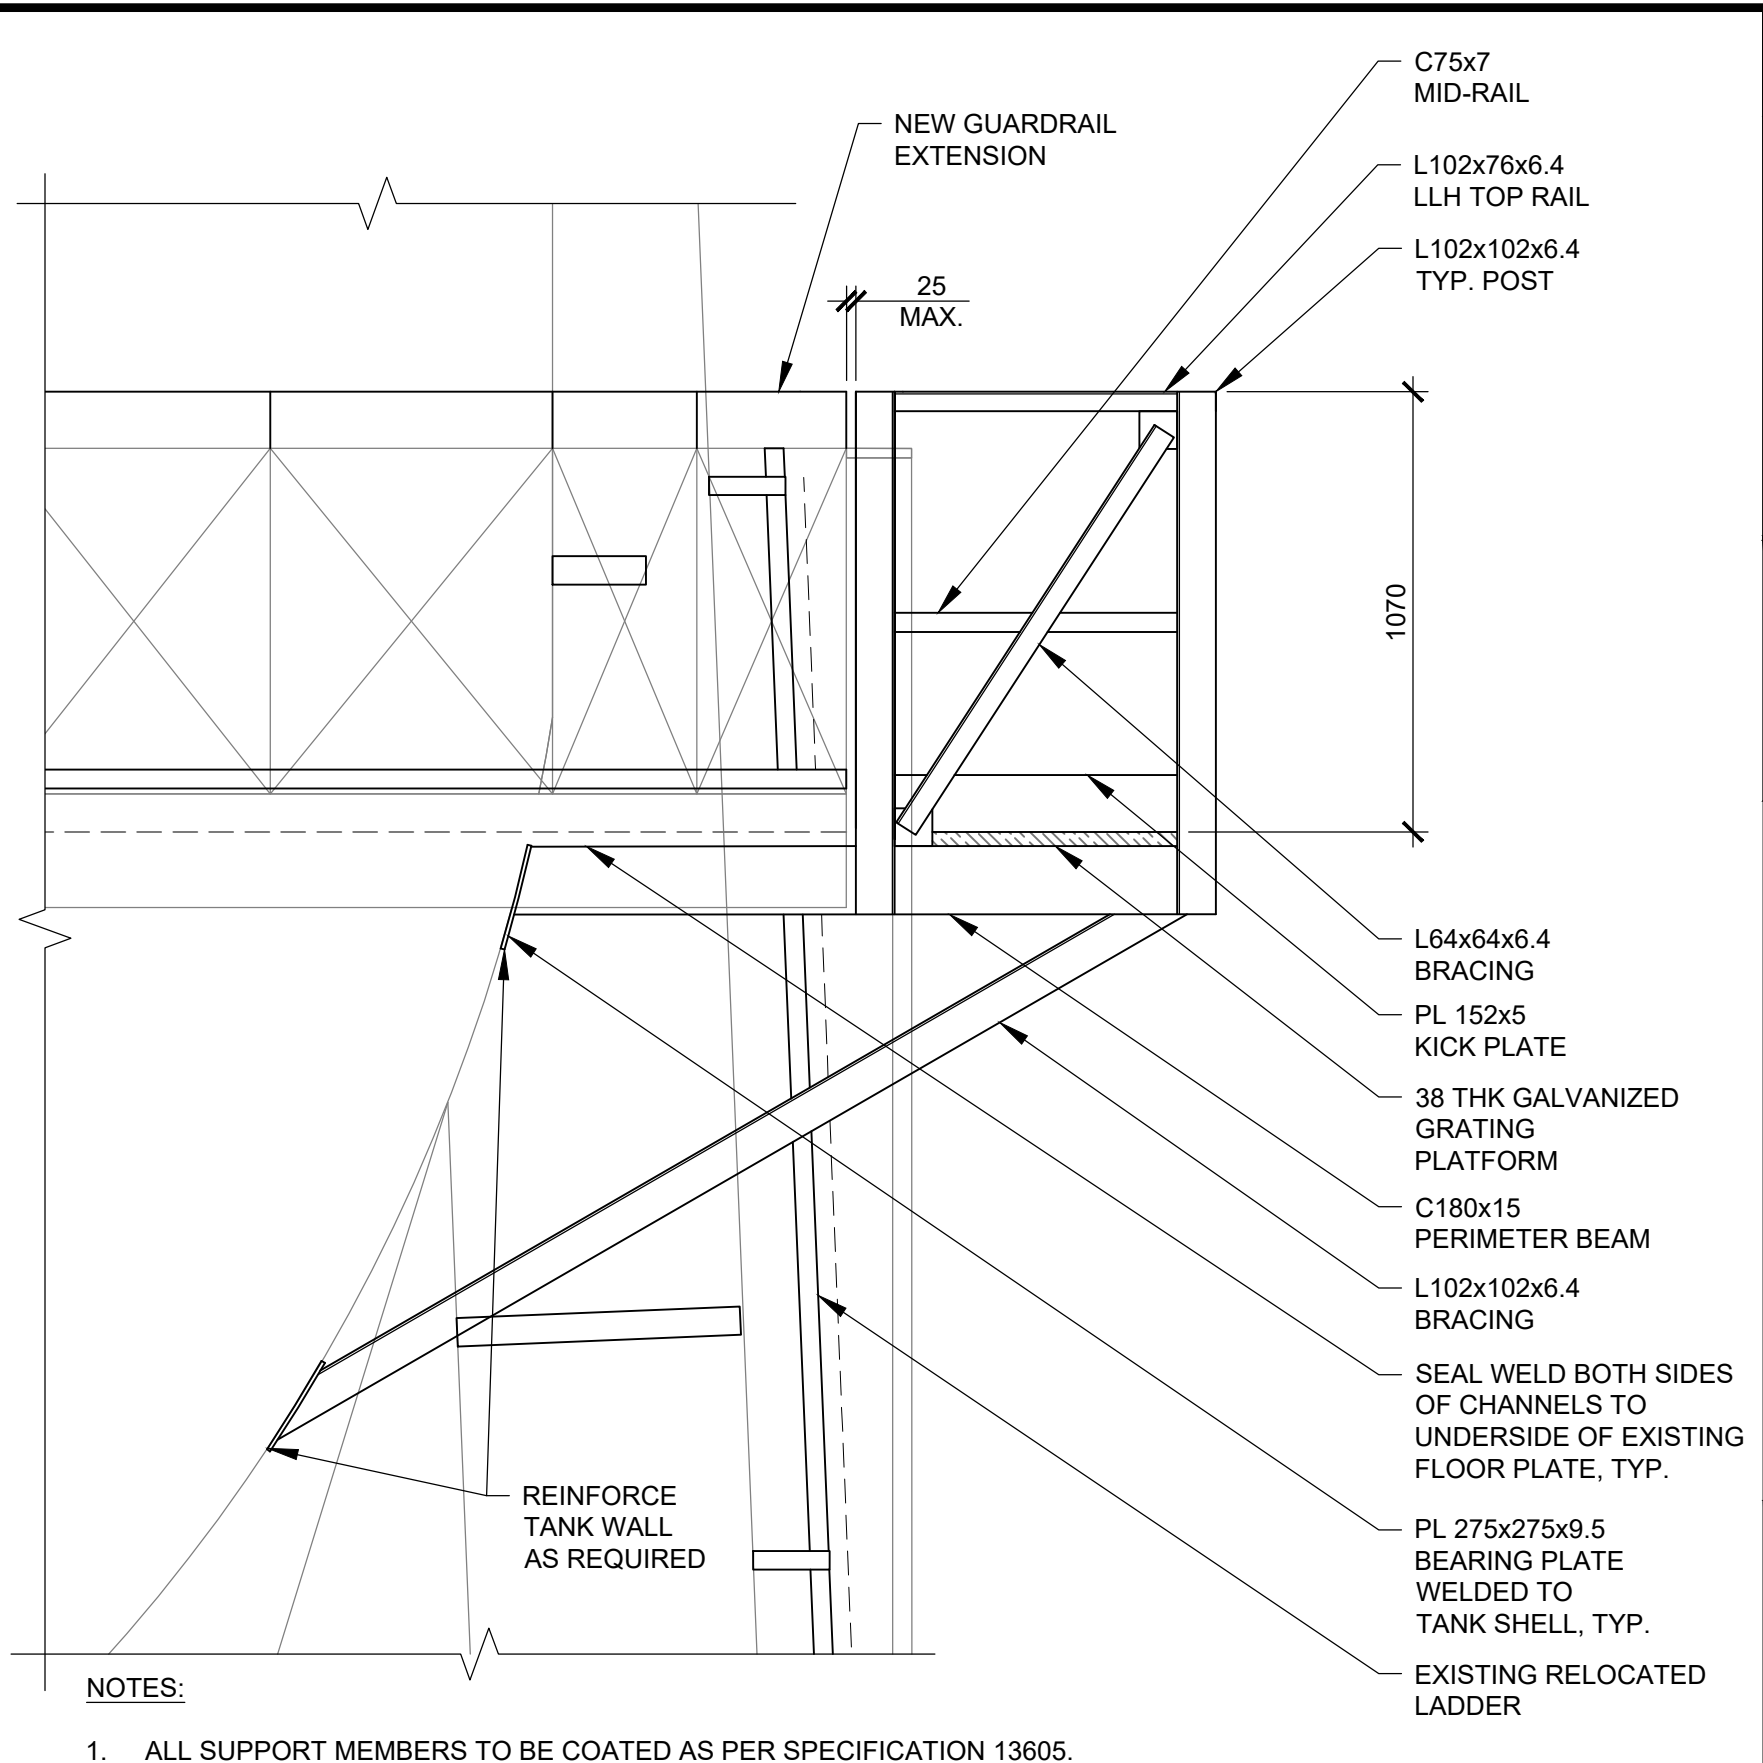 C75x7
MID-RAIL
NEW GUARDRAIL
EXTENSION
L102x76x6.4
LLH TOP RAIL
L102x102x6.4
TYP. POST
25
MAX.
1070
L64x64x6.4
BRACING
PL 152x5
KICK PLATE
38 THK GALVANIZED
GRATING
PLATFORM
C180x15
PERIMETER BEAM
L102x102x6.4
BRACING
SEAL WELD BOTH SIDES
OF CHANNELS TO
UNDERSIDE OF EXISTING
FLOOR PLATE, TYP.
REINFORCE
TANK WALL
AS REQUIRED
PL 275x275x9.5
BEARING PLATE
WELDED TO
TANK SHELL, TYP.
EXISTING RELOCATED
LADDER
NOTES:
1. ALL SUPPORT MEMBERS TO BE COATED AS PER SPECIFICATION 13605.